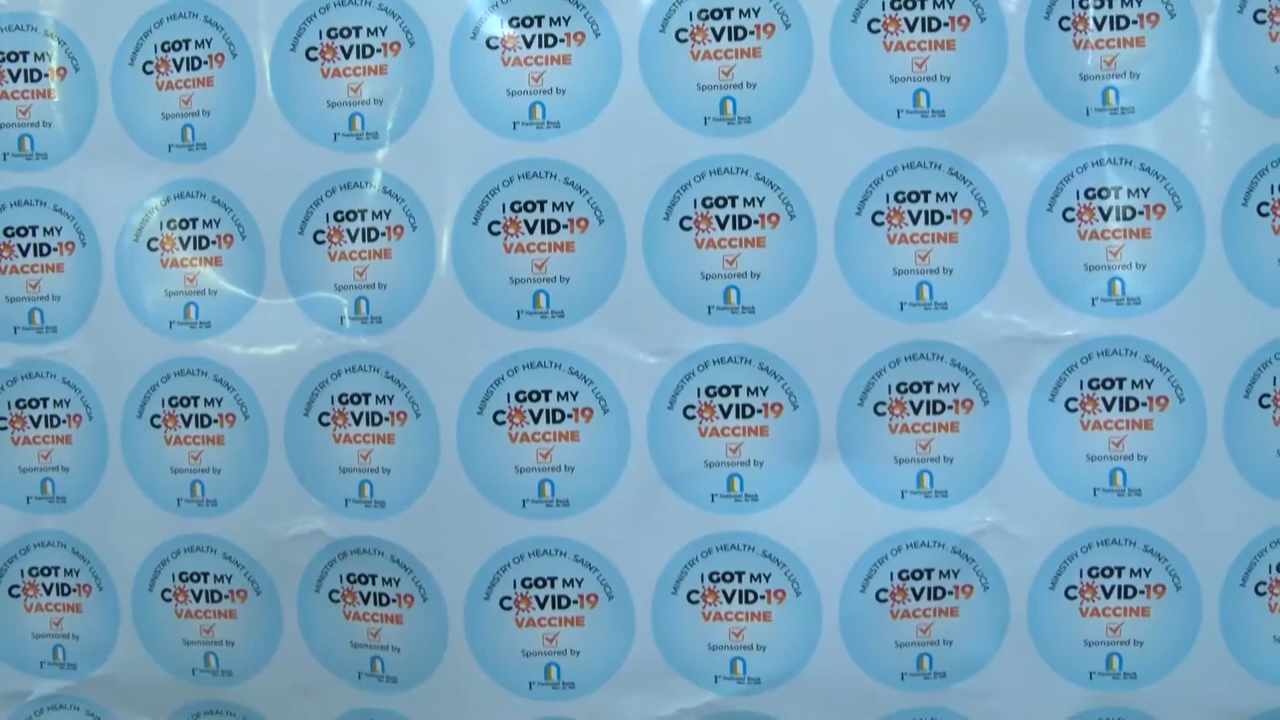 MINISTRY OF HEALTH . SAINT LUCIA
I GOT MY
COVID-19
VACCINE
Sponsored by
1st National Bank